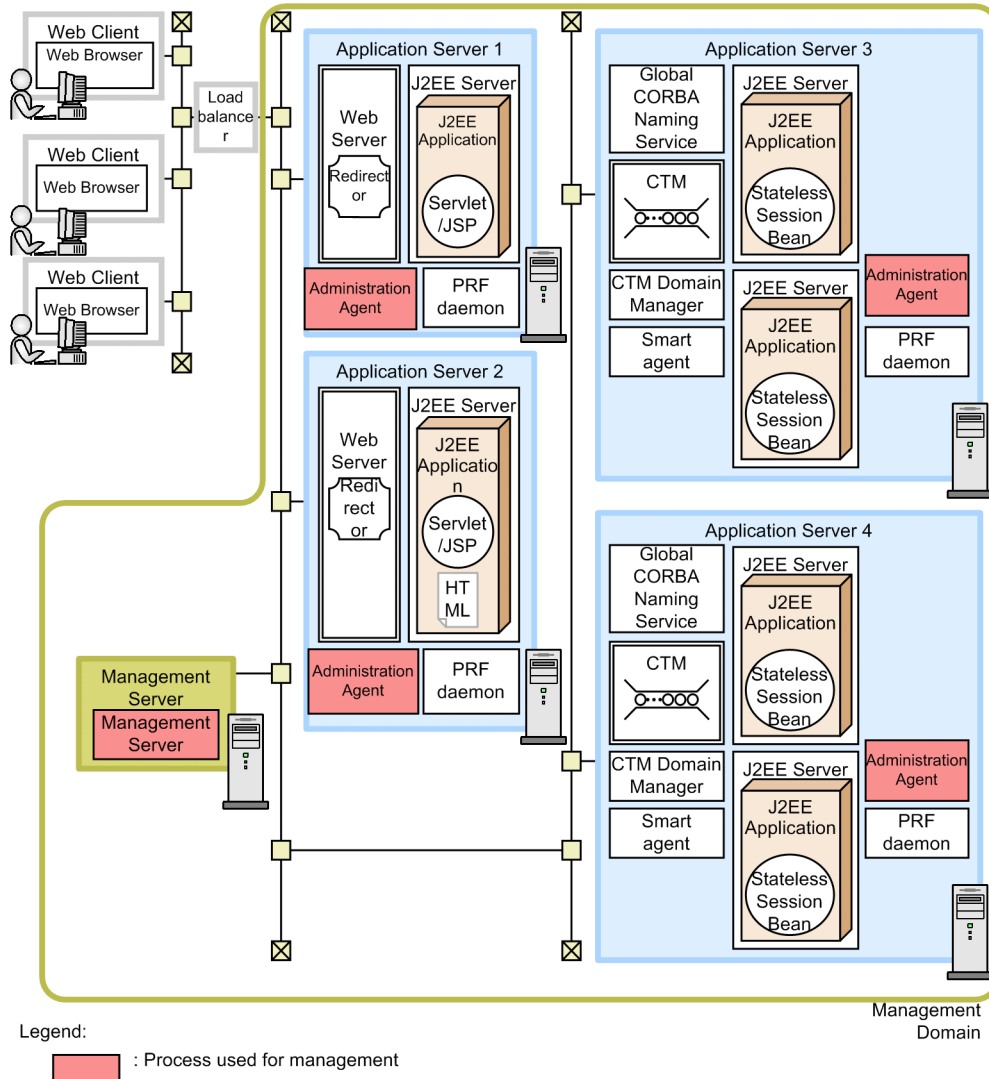 Web Client
Web Browser
Web Client
Web Browser
Web Client
Web Browser
Load
balance
r
Application Server 1
Web
Server
Redirect
or
J2EE Server
J2EE
Application
Servlet
/JSP
Administration
Agent
PRF
daemon
Application Server 2
Web
Server
Redi
rect
or
J2EE Server
J2EE
Applicatio
n
Servlet
/JSP
HT
ML
Administration
Agent
PRF
daemon
Management
Server
Management
Server
Application Server 3
Global
CORBA
Naming
Service
CTM
CTM Domain
Manager
Smart
agent
J2EE Server
J2EE
Application
Stateless
Session
Bean
J2EE Server
J2EE
Application
Stateless
Session
Bean
Administration
Agent
PRF
daemon
Application Server 4
Global
CORBA
Naming
Service
CTM
CTM Domain
Manager
Smart
agent
J2EE Server
J2EE
Application
Stateless
Session
Bean
J2EE Server
J2EE
Application
Stateless
Session
Bean
Administration
Agent
PRF
daemon
Management
Domain
Legend:
: Process used for management